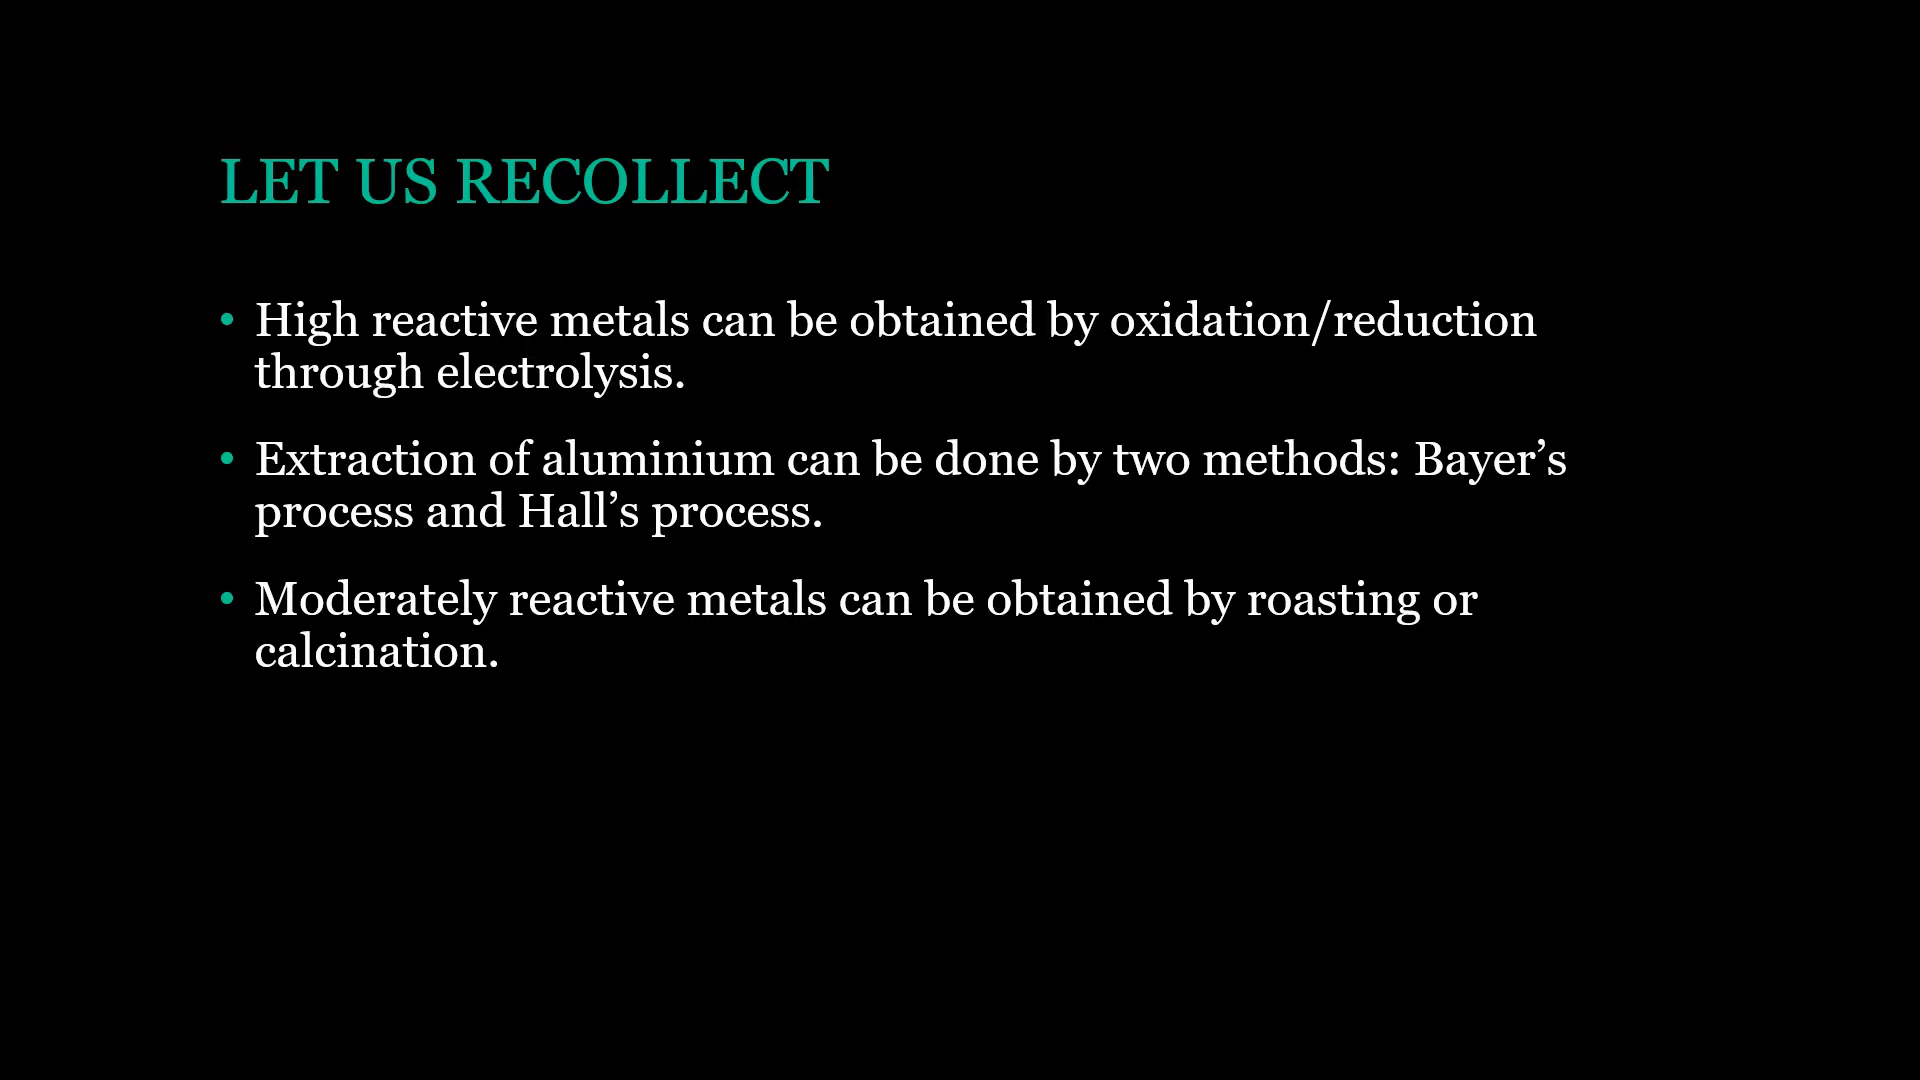 LET US RECOLLECT
• High reactive metals can be obtained by oxidation/reduction
through electrolysis.
• Extraction of aluminium can be done by two methods: Bayer’s
process and Hall’s process.
• Moderately reactive metals can be obtained by roasting or
calcination.